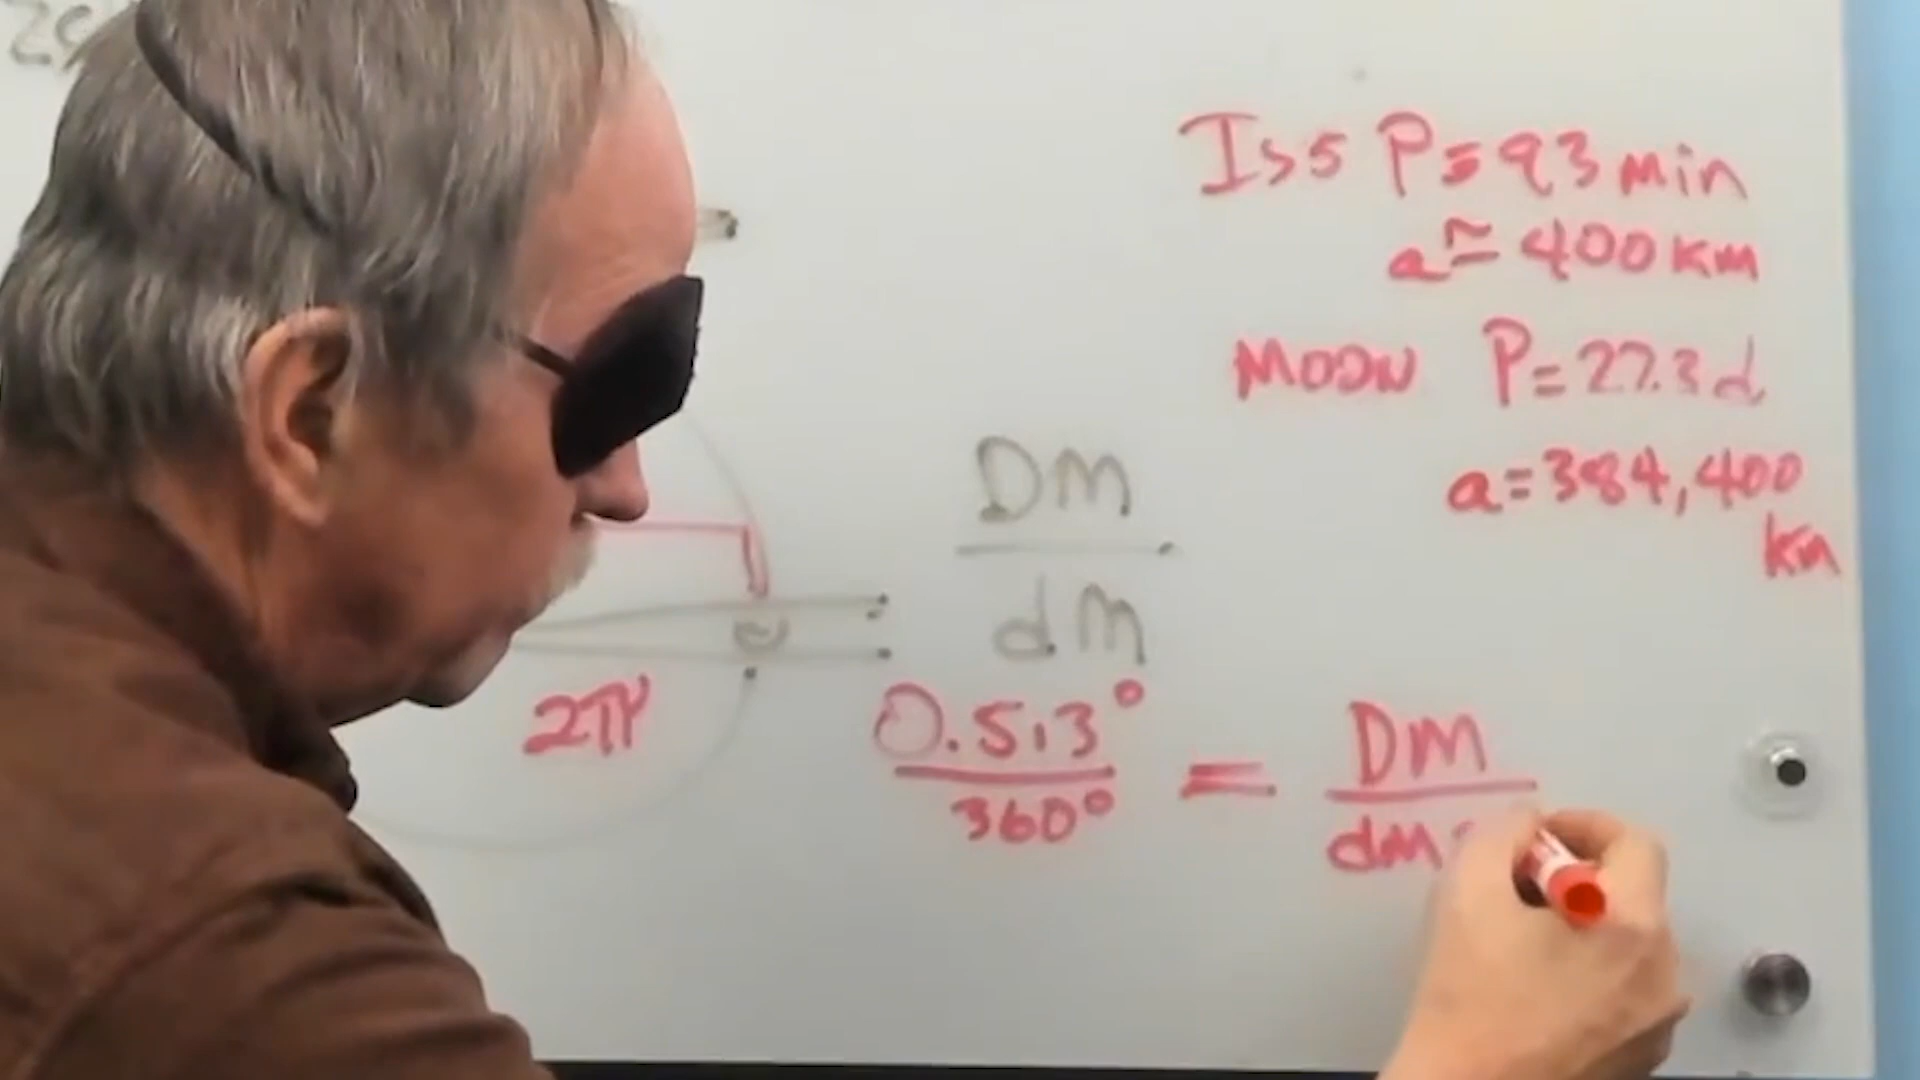 Iss P=93 min
a≅400 km
MOON P=27.3d
a=384,400
km
DM
dM
2πr
0.513° = DM
360° dM